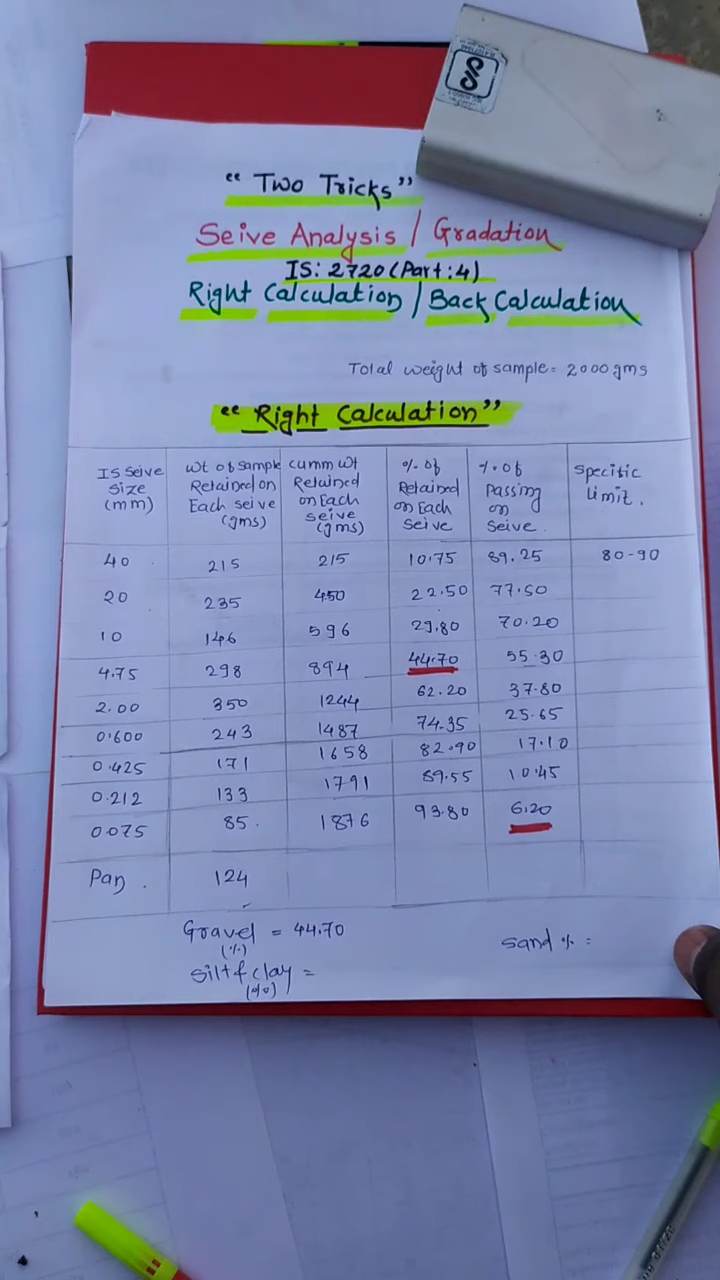 "Two Tricks"
Seive Analysis / Gradation
IS: 2720 (Part:4)
Right Calculation / Back Calculation
Total weight of sample = 2000 gms
"Right Calculation"
IS Seive Size (mm) | Wt of sample Retained on Each seive (gms) | Cumm wt Retained on Each seive (gms) | % of Retained on Each Seive | % of Passing on Seive | Specific limit.
40 | 215 | 215 | 10.75 | 89.25 | 80-90
20 | 235 | 450 | 22.50 | 77.50
10 | 146 | 596 | 29.80 | 70.20
4.75 | 298 | 894 | 44.70 | 55.30
2.00 | 350 | 1244 | 62.20 | 37.80
0.600 | 243 | 1487 | 74.35 | 25.65
0.425 | 171 | 1658 | 82.90 | 17.10
0.212 | 133 | 1791 | 89.55 | 10.45
0.075 | 85. | 1876 | 93.80 | 6.20
Pan. | 124
Gravel (%) = 44.70
Sand % =
Silt & clay (%) =